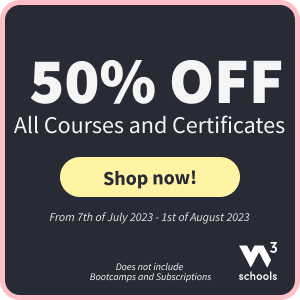 50% OFF
All Courses and Certificates
Shop now!
From 7th of July 2023 - 1st of August 2023
Does not include
Bootcamps and Subscriptions
w3
schools